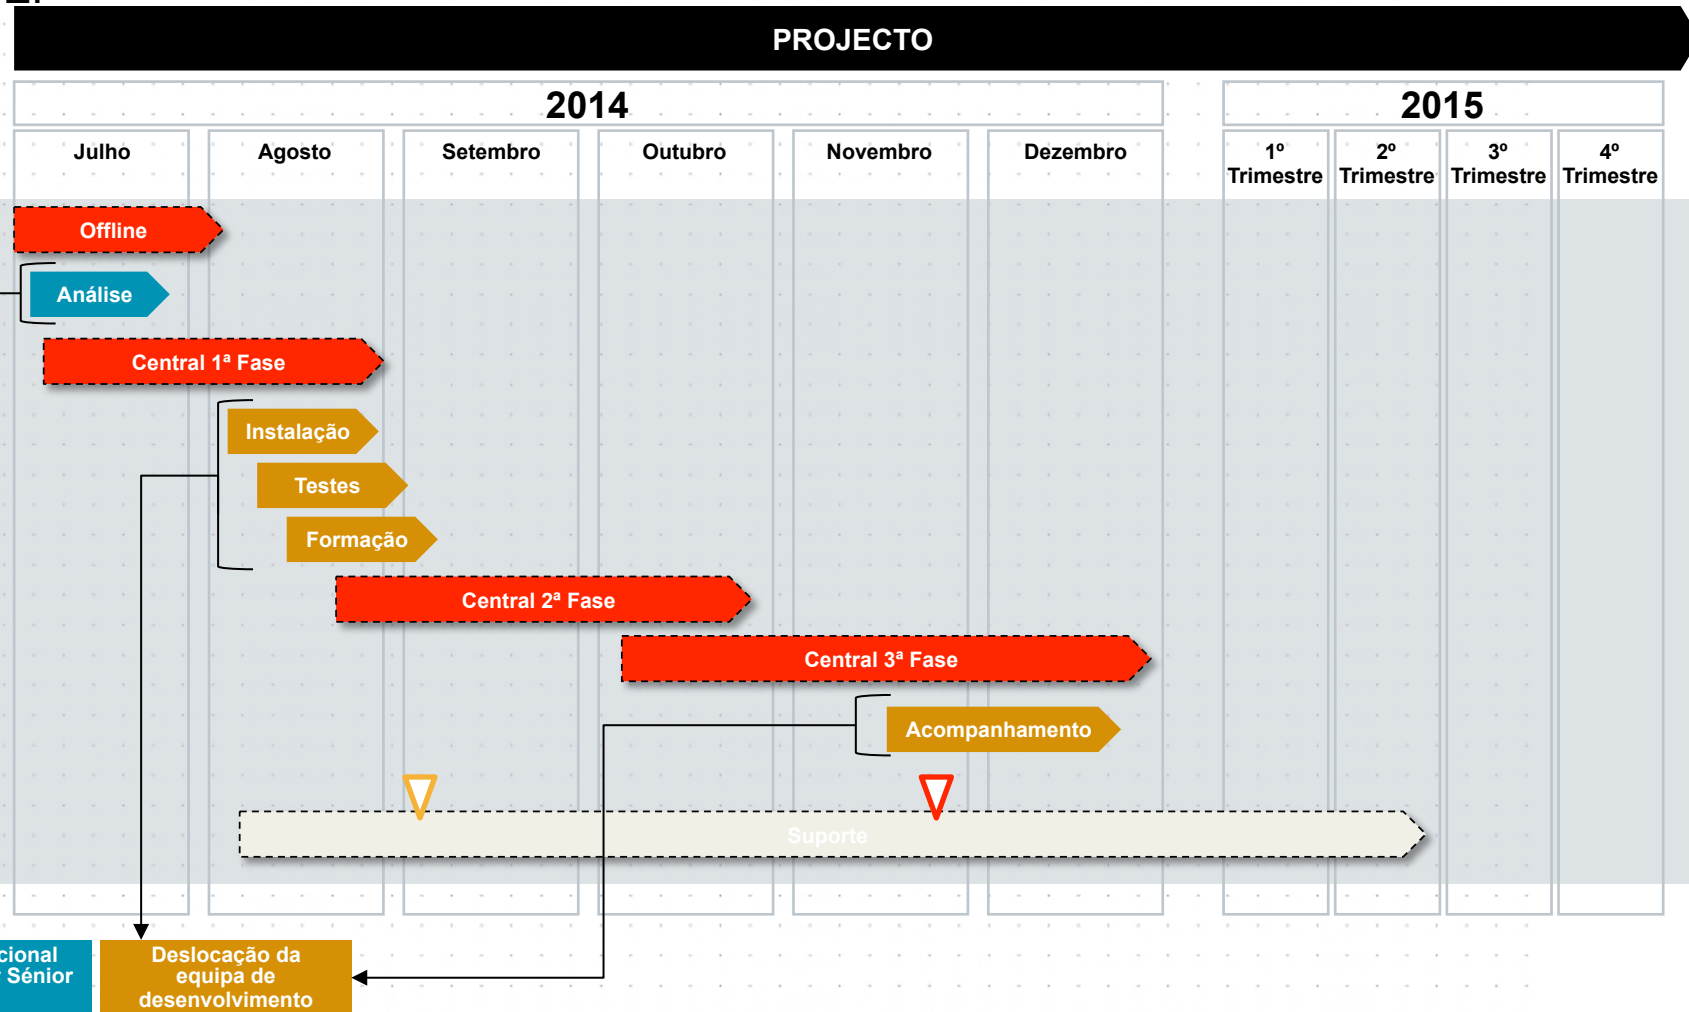 PROJECTO
2014
2015
Julho
Agosto
Setembro
Outubro
Novembro
Dezembro
1º
Trimestre
2º
Trimestre
3º
Trimestre
4º
Trimestre
Offline
Análise
Central 1ª Fase
Instalação
Testes
Formação
Central 2ª Fase
Central 3ª Fase
Acompanhamento
Suporte
cional
Sénior
Deslocação da
equipa de
desenvolvimento